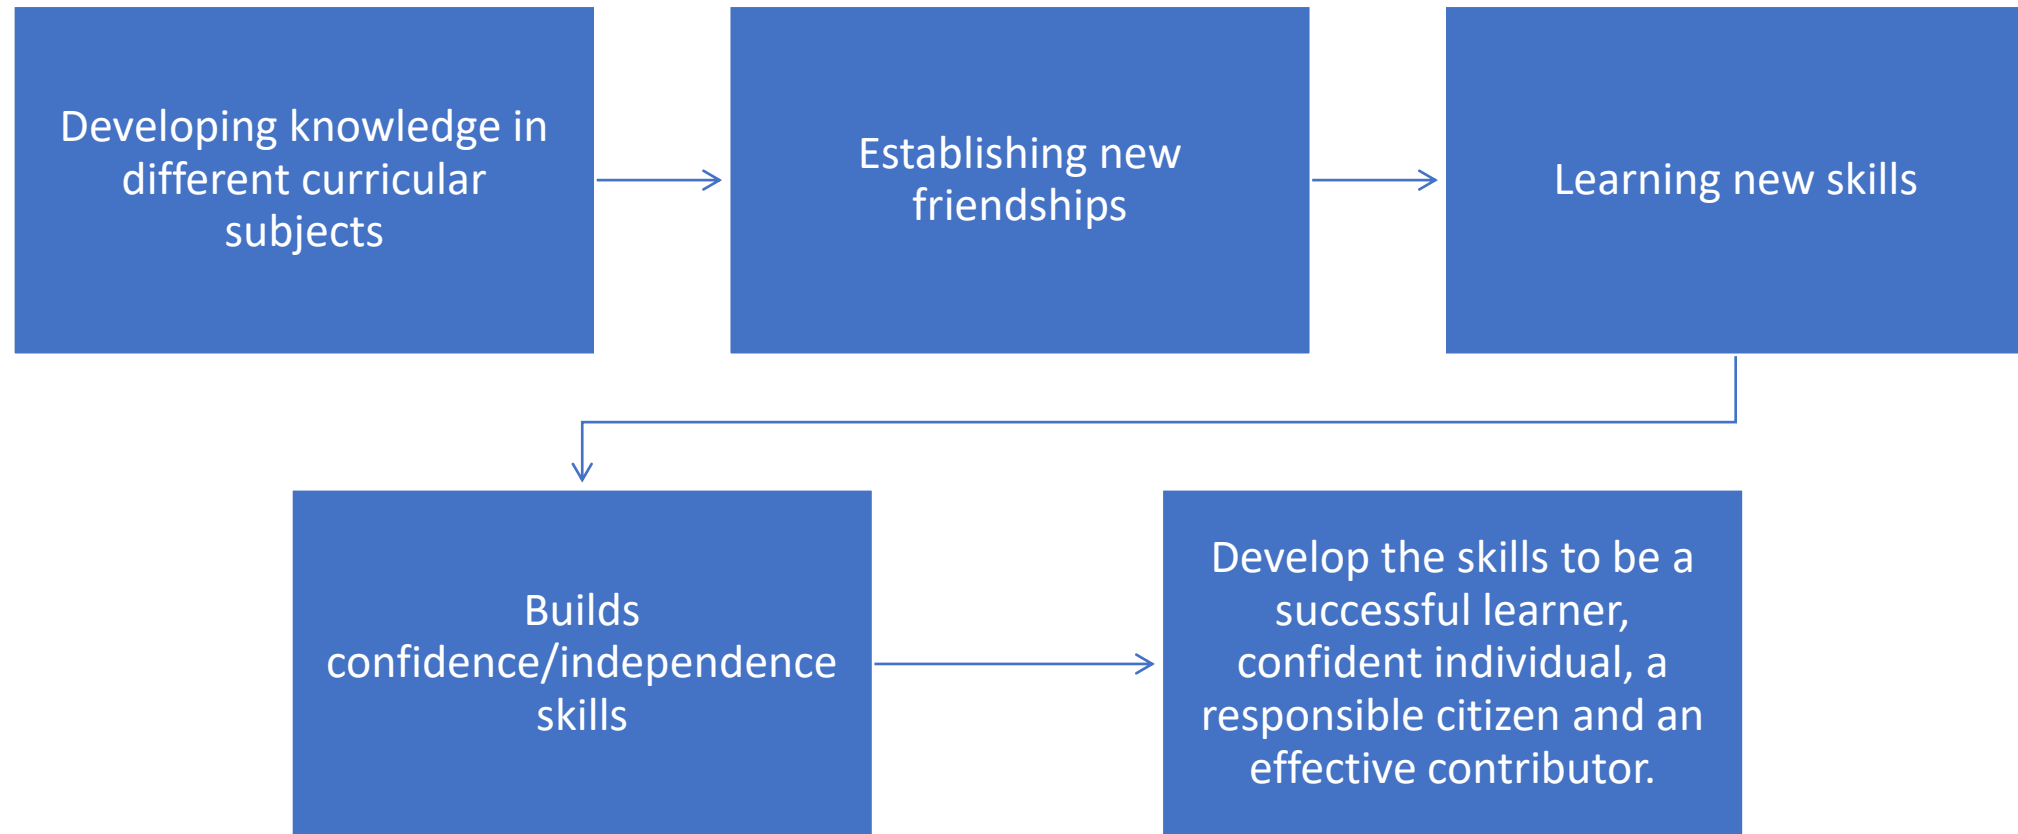 Developing knowledge in
different curricular
subjects
Establishing new
friendships
Learning new skills
Builds
confidence/independence
skills
Develop the skills to be a
successful learner,
confident individual, a
responsible citizen and an
effective contributor.